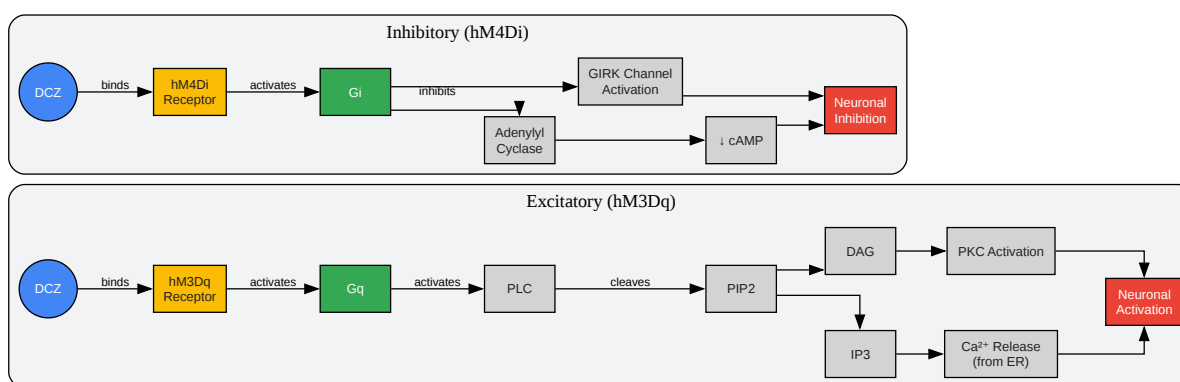 Inhibitory (hM4Di)
DCZ
binds
hM4Di
Receptor
activates
Gi
inhibits
GIRK Channel
Activation
Adenylyl
Cyclase
↓ cAMP
Neuronal
Inhibition
Excitatory (hM3Dq)
DCZ
binds
hM3Dq
Receptor
activates
Gq
activates
PLC
cleaves
PIP2
DAG
PKC Activation
IP3
Ca²⁺ Release
(from ER)
Neuronal
Activation